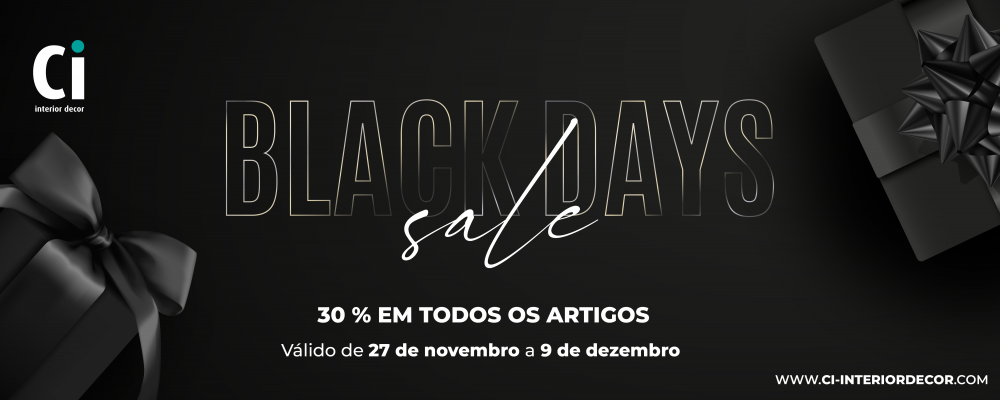 Ci
interior decor
BLACK DAYS
sale
30 % EM TODOS OS ARTIGOS
Válido de 27 de novembro a 9 de dezembro
WWW.CI-INTERIORDECOR.COM